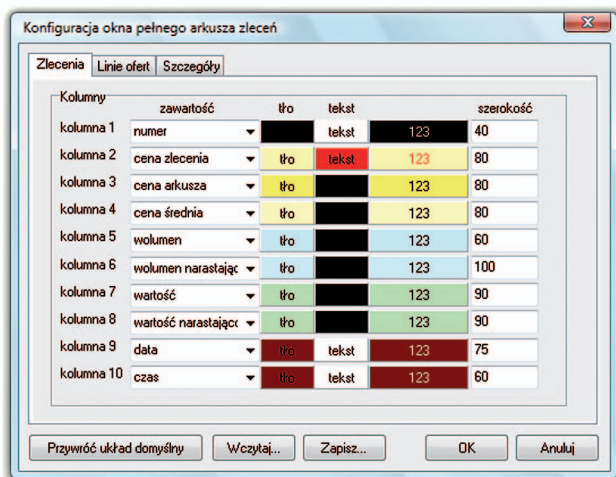 Konfiguracja okna pełnego arkusza zleceń
Zlecenia Linie ofert Szczegóły
Kolumny
zawartość tło tekst szerokość
kolumna 1 numer tekst 123 40
kolumna 2 cena zlecenia tło tekst 123 80
kolumna 3 cena arkusza tło 123 80
kolumna 4 cena średnia tło 123 80
kolumna 5 wolumen tło 123 60
kolumna 6 wolumen narastając tło 123 100
kolumna 7 wartość tło 123 90
kolumna 8 wartość narastająco tło 123 90
kolumna 9 data tło tekst 123 75
kolumna 10 czas tło tekst 123 60
Przywróć układ domyślny Wczytaj... Zapisz... OK Anuluj